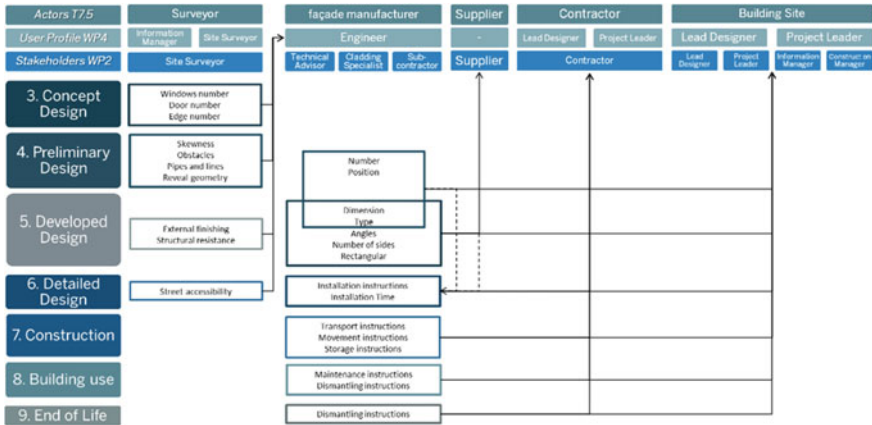 Actors T7.5 Surveyor façade manufacturer Supplier Contractor Building Site
User Profile WP4 Information Manager Site Surveyor Engineer - Lead Designer Project Leader Lead Designer Project Leader
Stakeholders WP2 Site Surveyor Technical Advisor Cladding Specialist Sub-contractor Supplier Contractor Lead Designer Project Leader Information Manager Construction Manager
3. Concept Design
Windows number
Door number
Edge number
4. Preliminary Design
Skewness
Obstacles
Pipes and lines
Reveal geometry
Number
Position
5. Developed Design
External finishing
Structural resistance
Dimension
Type
Angles
Number of sides
Rectangular
6. Detailed Design
Street accessibility
Installation instructions
Installation Time
7. Construction
Transport instructions
Movement instructions
Storage instructions
8. Building use
Maintenance instructions
Dismantling instructions
9. End of Life
Dismantling instructions